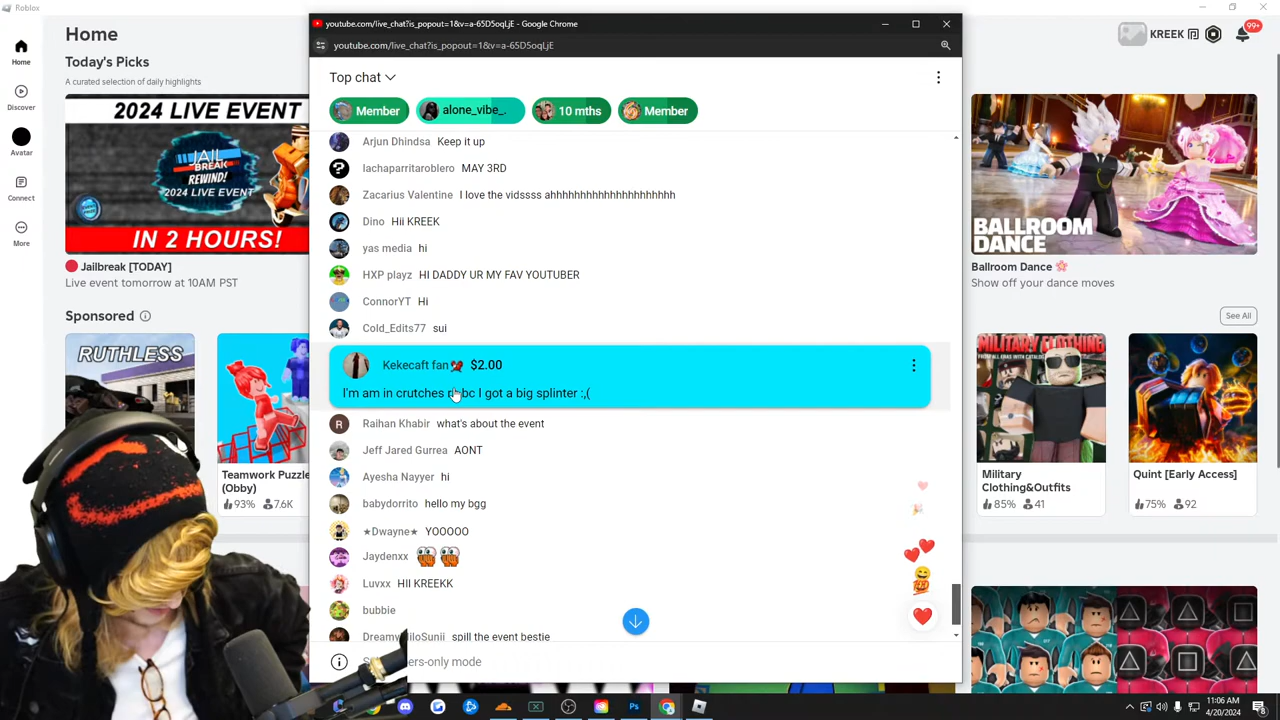 Roblox
Home
Today's Picks
A curated selection of daily highlights
2024 LIVE EVENT
JAIL
BREAK
REWIND!
2024 LIVE EVENT
IN 2 HOURS!
Jailbreak [TODAY]
Live event tomorrow at 10AM PST
Sponsored
RUTHLESS
Teamwork Puzzle
(Obby)
93% 7.6K
Home
Discover
Avatar
Connect
More
youtube.com/live_chat?is_popout=1&v=a-65D5oqLjE - Google Chrome
youtube.com/live_chat?is_popout=1&v=a-65D5oqLjE
Top chat
Member alone_vibe_. 10 mths Member
Arjun Dhindsa Keep it up
lachaparritaroblero MAY 3RD
Zacarius Valentine I love the vidssss ahhhhhhhhhhhhhhhhhhhhh
Dino Hii KREEK
yas media hi
HXP playz HI DADDY UR MY FAV YOUTUBER
ConnorYT Hi
Cold_Edits77 sui
Kekecaft fan $2.00
I'm am in crutches bc I got a big splinter :,(
Raihan Khabir what's about the event
Jeff Jared Gurrea AONT
Ayesha Nayyer hi
babydorrito hello my bgg
★Dwayne★ YOOOOO
Jaydenxx
Luvxx HII KREEKK
bubbie
spill the event bestie
ers-only mode
KREEK 99+
BALLROOM
DANCE
Ballroom Dance
Show off your dance moves
See All
MILITARY
CLOTHING
Military
Clothing&Outfits
85% 41
Quint [Early Access]
75% 92
11:06 AM
4/20/2024
8